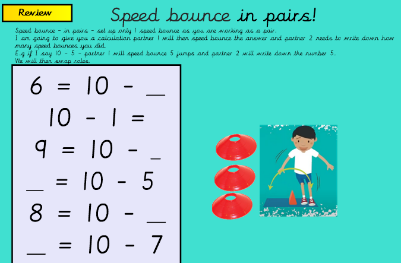 Review
Speed bounce in pairs!
Speed bounce - in pairs - set up only 1 speed bounce as you are working as a pair.
I am going to give you a calculation partner 1 will then speed bounce the answer and partner 2 needs to write down how
many speed bounces you did.
E.g if I say 10 - 5 - partner 1 will speed bounce 5 jumps and partner 2 will write down the number 5.
We will then swap roles.
6 = 10 - __
10 - 1 =
9 = 10 - _
__ = 10 - 5
8 = 10 - __
__ = 10 - 7